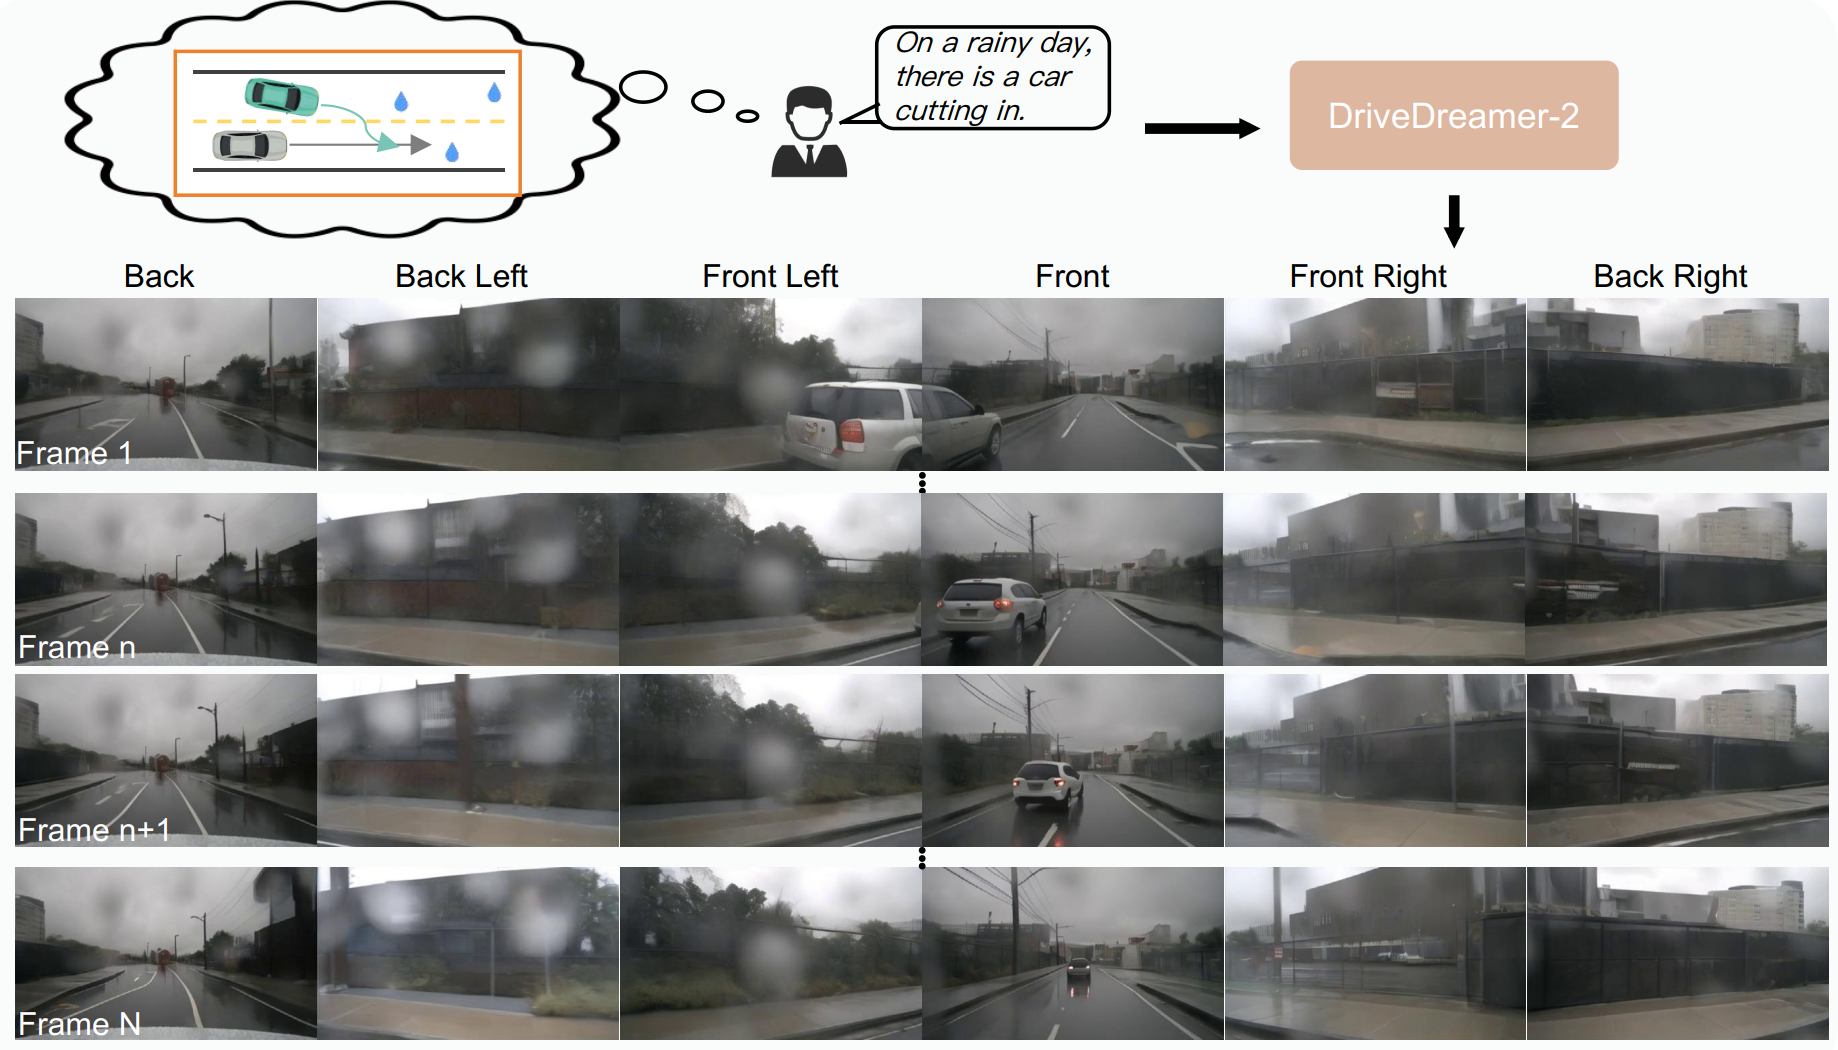 On a rainy day,
there is a car
cutting in.
DriveDreamer-2
Back
Back Left
Front Left
Front
Front Right
Back Right
Frame 1
Frame n
Frame n+1
Frame N